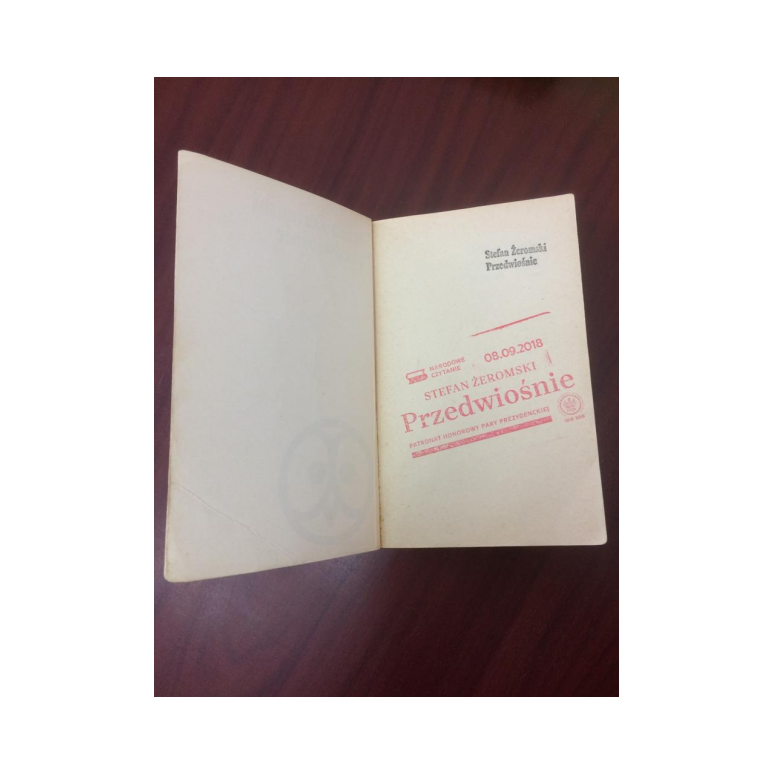 Stefan Żeromski
Przedwiośnie
NARODOWE
CZYTANIE
08.09.2018
STEFAN ŻEROMSKI
Przedwiośnie
PATRONAT HONOROWY PARY PREZYDENCKIEJ